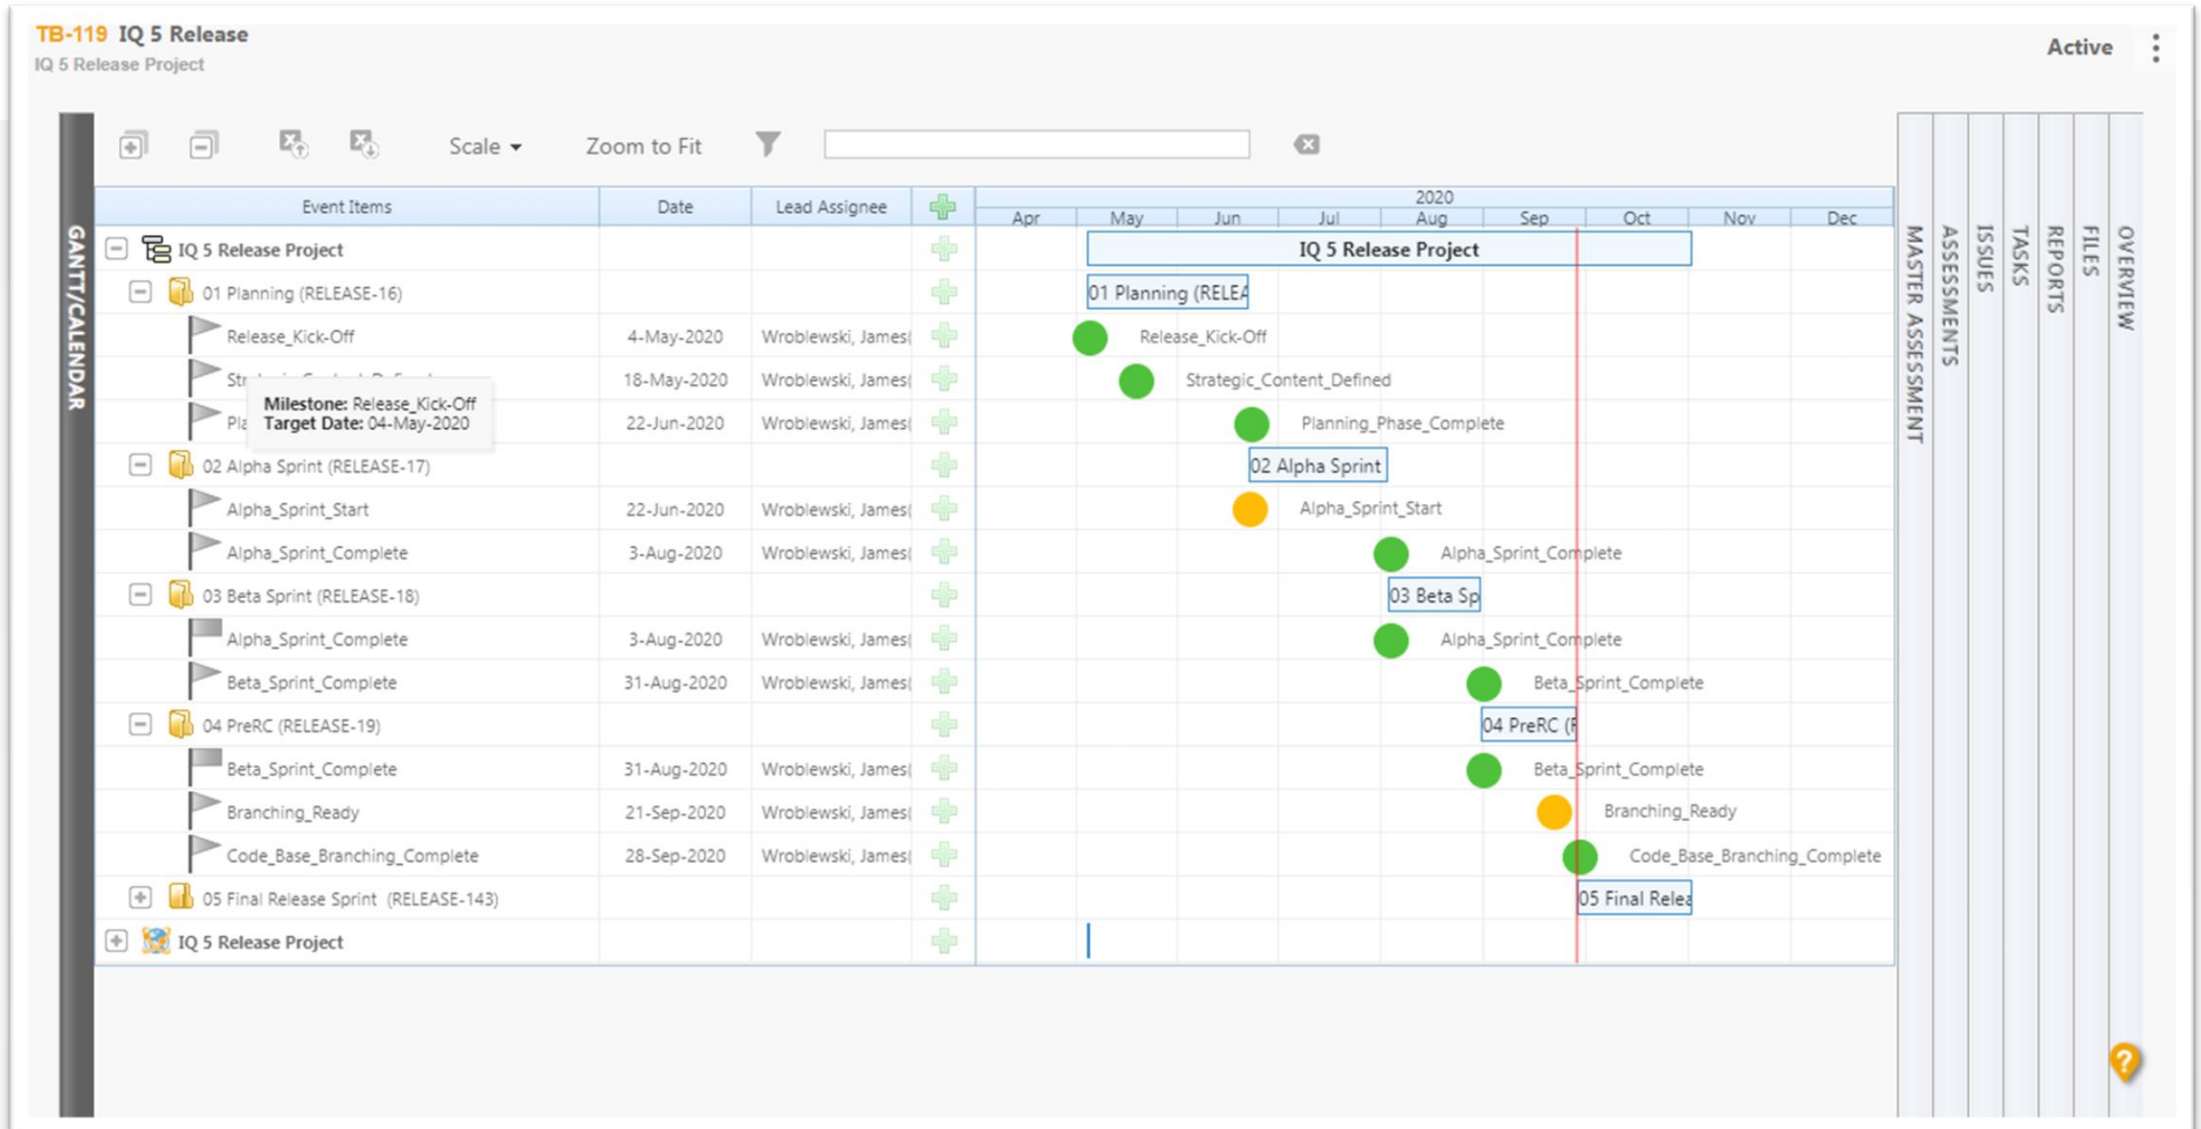 TB-119 IQ 5 Release
IQ 5 Release Project
Active
Scale
Zoom to Fit
GANTT/CALENDAR
Event Items
Date
Lead Assignee
2020
Apr
May
Jun
Jul
Aug
Sep
Oct
Nov
Dec
IQ 5 Release Project
IQ 5 Release Project
01 Planning (RELEASE-16)
01 Planning (RELEA
Release_Kick-Off 4-May-2020 Wroblewski, James(
Release_Kick-Off
18-May-2020 Wroblewski, James(
Strategic_Content_Defined
Milestone: Release_Kick-Off
Target Date: 04-May-2020
22-Jun-2020 Wroblewski, James(
Planning_Phase_Complete
02 Alpha Sprint (RELEASE-17)
02 Alpha Sprint
Alpha_Sprint_Start 22-Jun-2020 Wroblewski, James(
Alpha_Sprint_Start
Alpha_Sprint_Complete 3-Aug-2020 Wroblewski, James(
Alpha_Sprint_Complete
03 Beta Sprint (RELEASE-18)
03 Beta Sp
Alpha_Sprint_Complete 3-Aug-2020 Wroblewski, James(
Alpha_Sprint_Complete
Beta_Sprint_Complete 31-Aug-2020 Wroblewski, James(
Beta_Sprint_Complete
04 PreRC (RELEASE-19)
04 PreRC (R
Beta_Sprint_Complete 31-Aug-2020 Wroblewski, James(
Beta_Sprint_Complete
Branching_Ready 21-Sep-2020 Wroblewski, James(
Branching_Ready
Code_Base_Branching_Complete 28-Sep-2020 Wroblewski, James(
Code_Base_Branching_Complete
05 Final Release Sprint (RELEASE-143)
05 Final Relea
IQ 5 Release Project
MASTER ASSESSMENT
ASSESSMENTS
ISSUES
TASKS
REPORTS
FILES
OVERVIEW
?